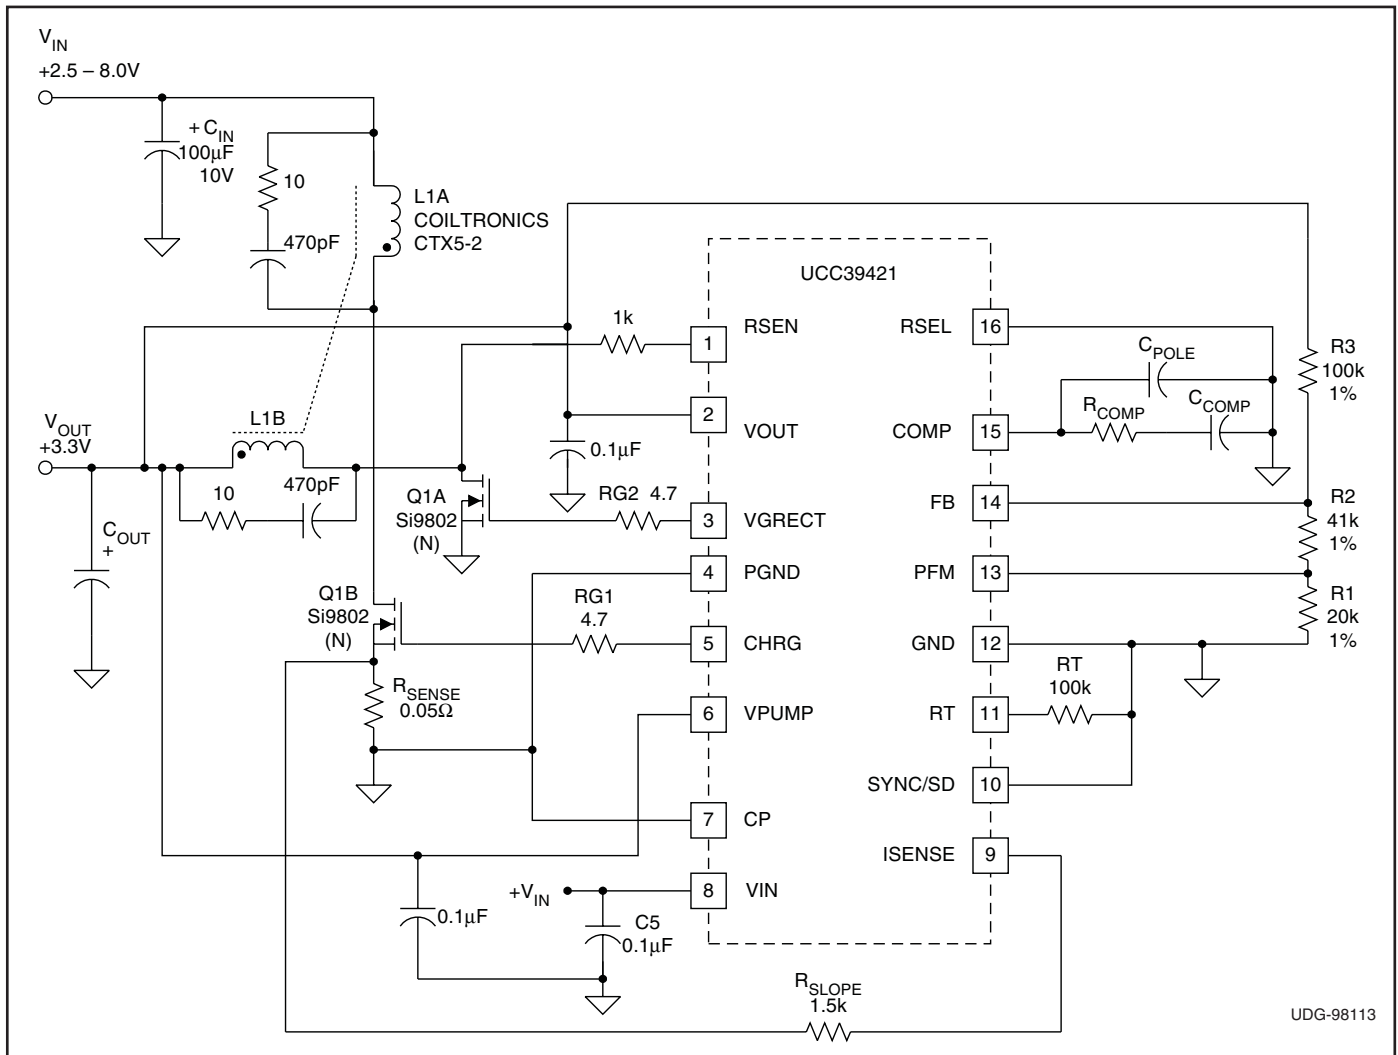 V_IN
+2.5 – 8.0V
+ C_IN
100µF
10V
10
470pF
L1A
COILTRONICS
CTX5-2
UCC39421
1k
1
RSEN
RSEL
16
C_POLE
R3
100k
1%
2
VOUT
COMP
15
R_COMP
C_COMP
V_OUT
+3.3V
L1B
10
470pF
0.1µF
Q1A
Si9802
(N)
RG2 4.7
3
VGRECT
FB
14
R2
41k
1%
C_OUT
+
4
PGND
PFM
13
R1
20k
1%
Q1B
Si9802
(N)
RG1
4.7
5
CHRG
GND
12
RT
100k
R_SENSE
0.05Ω
6
VPUMP
RT
11
SYNC/SD
10
7
CP
ISENSE
9
+V_IN
8
VIN
0.1µF
C5
0.1µF
R_SLOPE
1.5k
UDG-98113